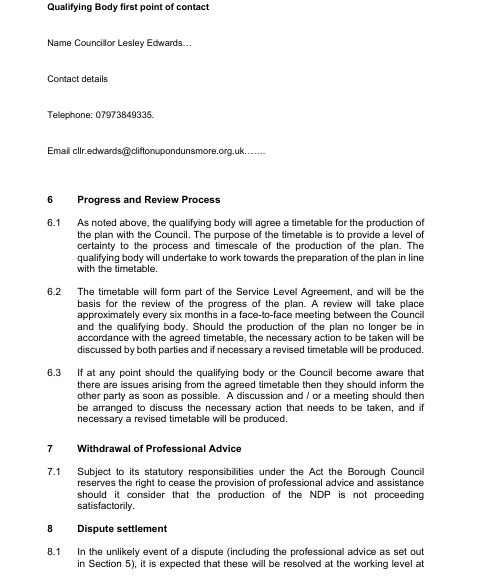 Qualifying Body first point of contact
Name Councillor Lesley Edwards…
Contact details
Telephone: 07973849335.
Email cllr.edwards@cliftonupondunsmore.org.uk…….
6 Progress and Review Process
6.1 As noted above, the qualifying body will agree a timetable for the production of
the plan with the Council. The purpose of the timetable is to provide a level of
certainty to the process and timescale of the production of the plan. The
qualifying body will undertake to work towards the preparation of the plan in line
with the timetable.
6.2 The timetable will form part of the Service Level Agreement, and will be the
basis for the review of the progress of the plan. A review will take place
approximately every six months in a face-to-face meeting between the Council
and the qualifying body. Should the production of the plan no longer be in
accordance with the agreed timetable, the necessary action to be taken will be
discussed by both parties and if necessary a revised timetable will be produced.
6.3 If at any point should the qualifying body or the Council become aware that
there are issues arising from the agreed timetable then they should inform the
other party as soon as possible. A discussion and / or a meeting should then
be arranged to discuss the necessary action that needs to be taken, and if
necessary a revised timetable will be produced.
7 Withdrawal of Professional Advice
7.1 Subject to its statutory responsibilities under the Act the Borough Council
reserves the right to cease the provision of professional advice and assistance
should it consider that the production of the NDP is not proceeding
satisfactorily.
8 Dispute settlement
8.1 In the unlikely event of a dispute (including the professional advice as set out
in Section 5), it is expected that these will be resolved at the working level at